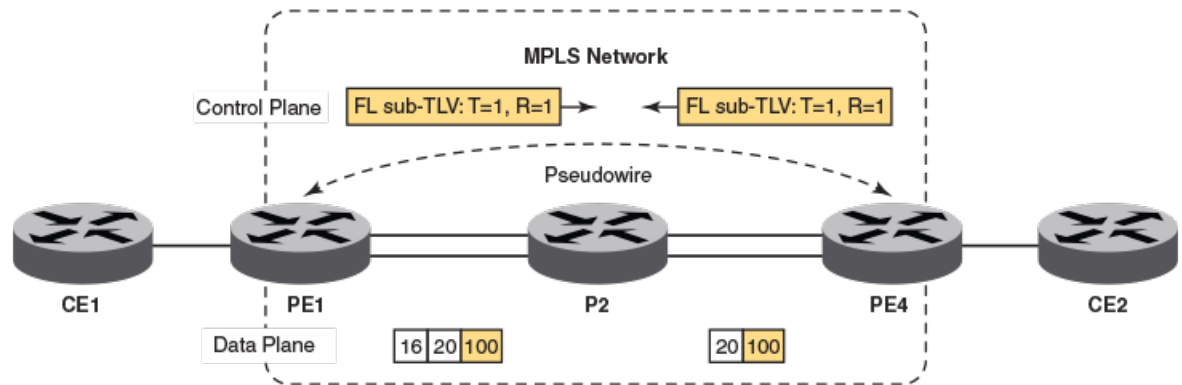 MPLS Network
Control Plane
FL sub-TLV: T=1, R=1
FL sub-TLV: T=1, R=1
Pseudowire
CE1
PE1
P2
PE4
CE2
Data Plane
16 20 100
20 100